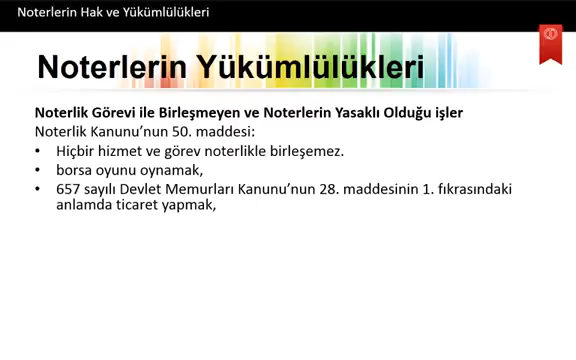 Noterlerin Hak ve Yükümlülükleri
Noterlerin Yükümlülükleri
Noterlik Görevi ile Birleşmeyen ve Noterlerin Yasaklı Olduğu işler
Noterlik Kanunu’nun 50. maddesi:
• Hiçbir hizmet ve görev noterlikle birleşemez.
• borsa oyunu oynamak,
• 657 sayılı Devlet Memurları Kanunu’nun 28. maddesinin 1. fıkrasındaki
anlamda ticaret yapmak,